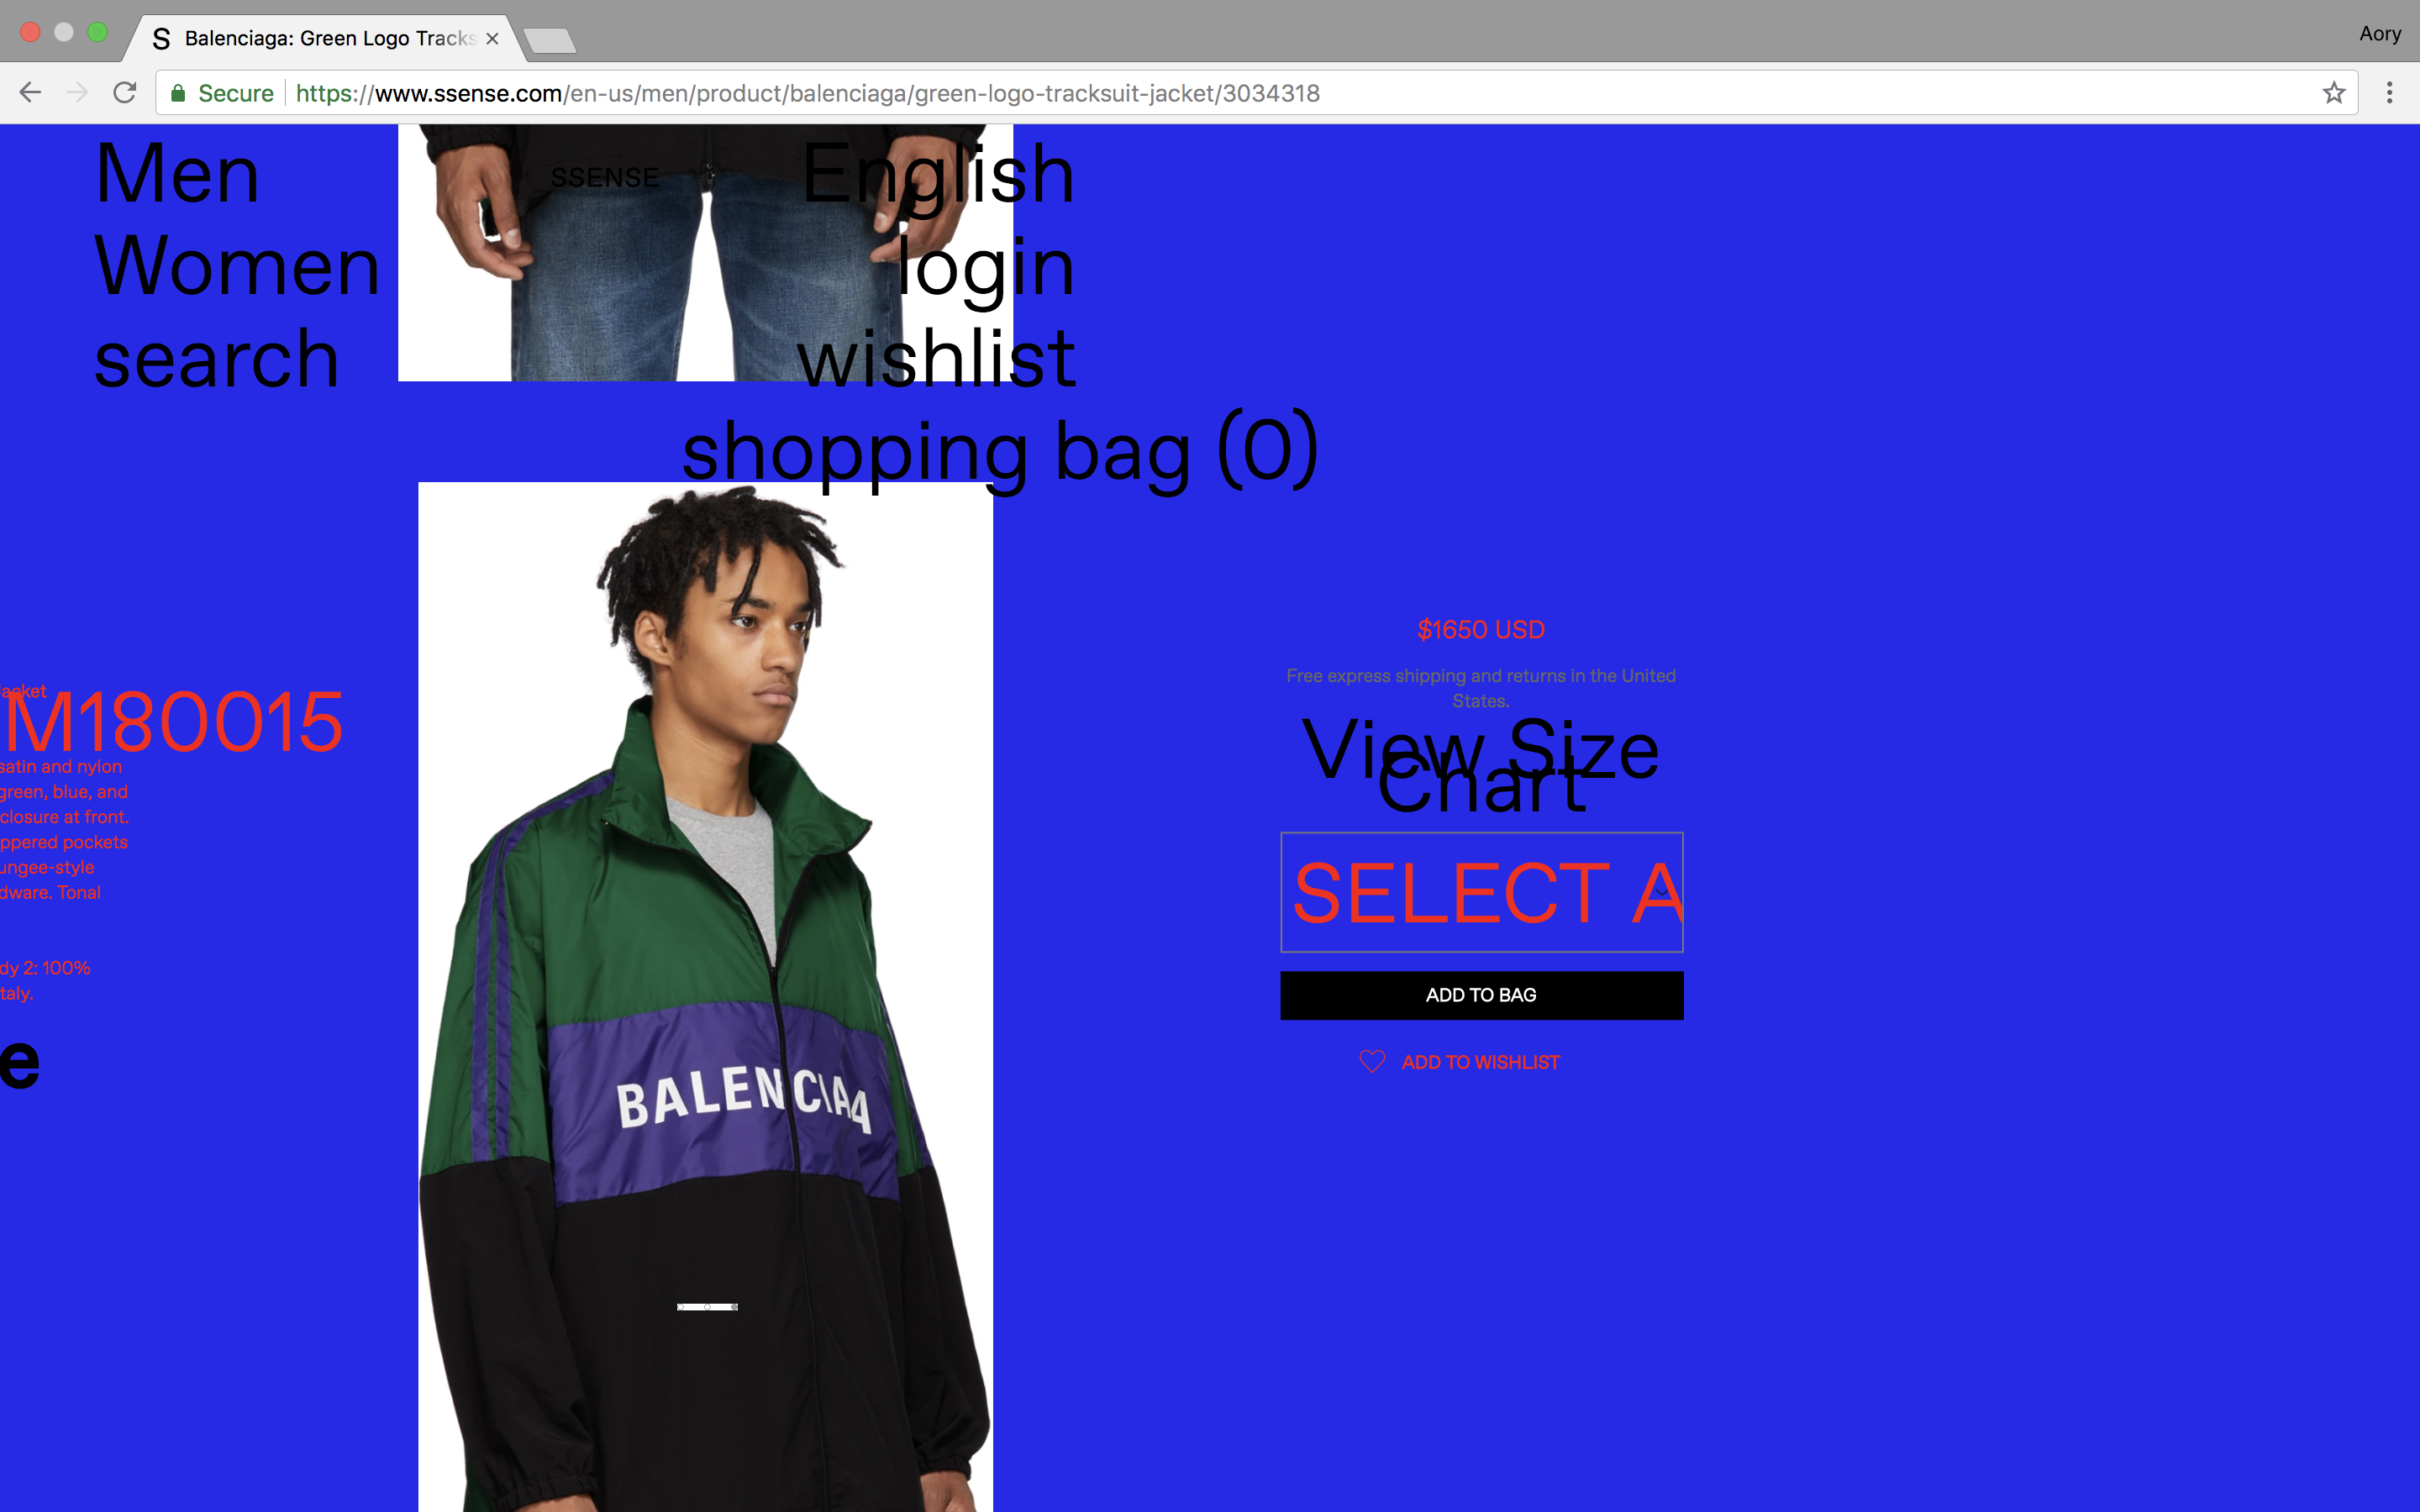 Balenciaga: Green Logo Tracks
Aory
Secure
https://www.ssense.com/en-us/men/product/balenciaga/green-logo-tracksuit-jacket/3034318
Men
Women
search
SSENSE
English
login
wishlist
shopping bag (0)
Jacket
M180015
satin and nylon
green, blue, and
closure at front.
ppered pockets
ungee-style
dware. Tonal
dy 2: 100%
taly.
e
BALENCIA
$1650 USD
Free express shipping and returns in the United
States.
View Size
Chart
SELECT A
ADD TO BAG
ADD TO WISHLIST